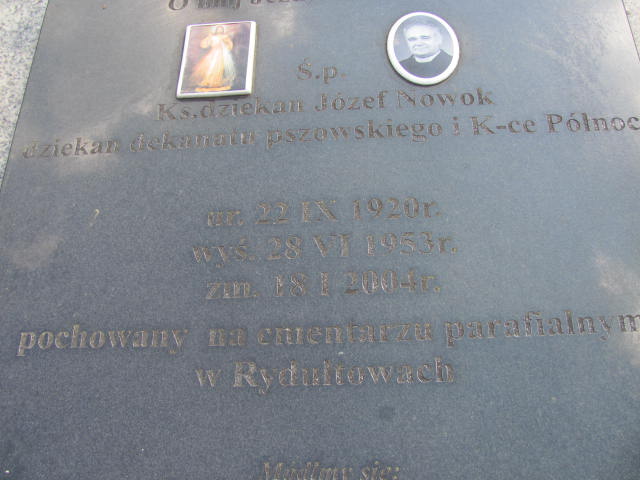 O mój
Ś.p.
Ks.dziekan Józef Nowok
dziekan dekanatu pszowskiego i K-ce Północ
ur. 22 IX 1920r.
wyś. 28 VI 1953r.
zm. 18 I 2004r.
pochowany na cmentarzu parafialnym
w Rydułtowach
Módlmy się: